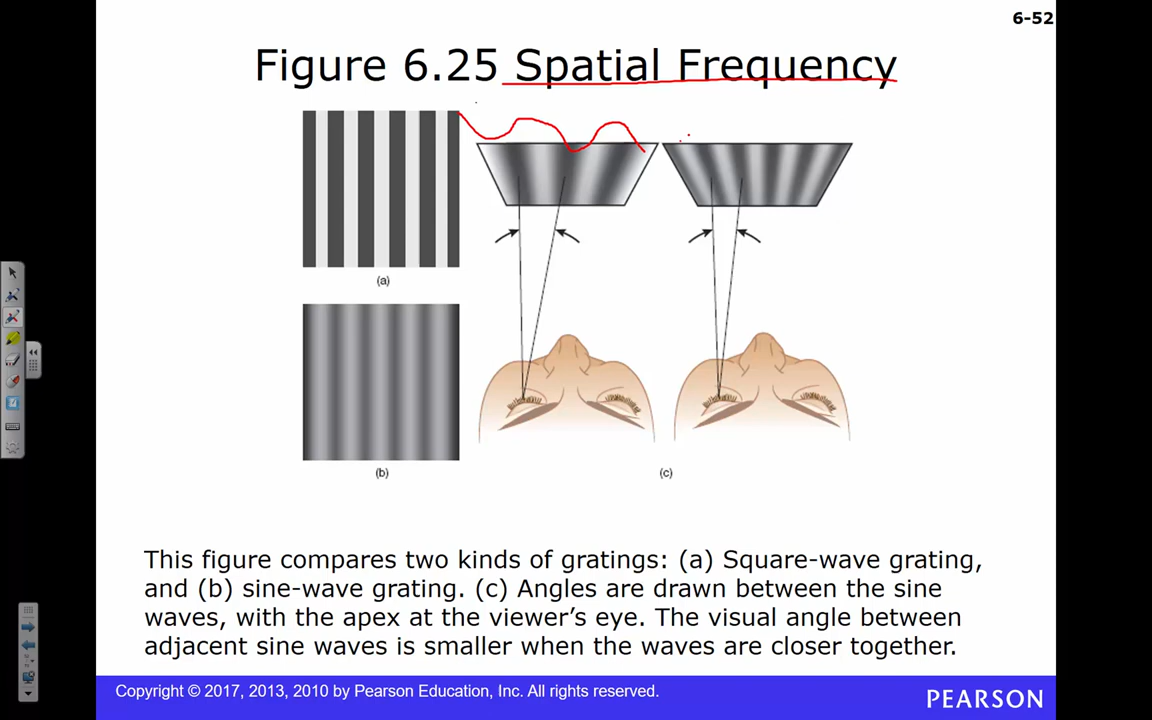 6-52
Figure 6.25 Spatial Frequency
(a)
(b)
(c)
This figure compares two kinds of gratings: (a) Square-wave grating,
and (b) sine-wave grating. (c) Angles are drawn between the sine
waves, with the apex at the viewer’s eye. The visual angle between
adjacent sine waves is smaller when the waves are closer together.
Copyright © 2017, 2013, 2010 by Pearson Education, Inc. All rights reserved.
PEARSON